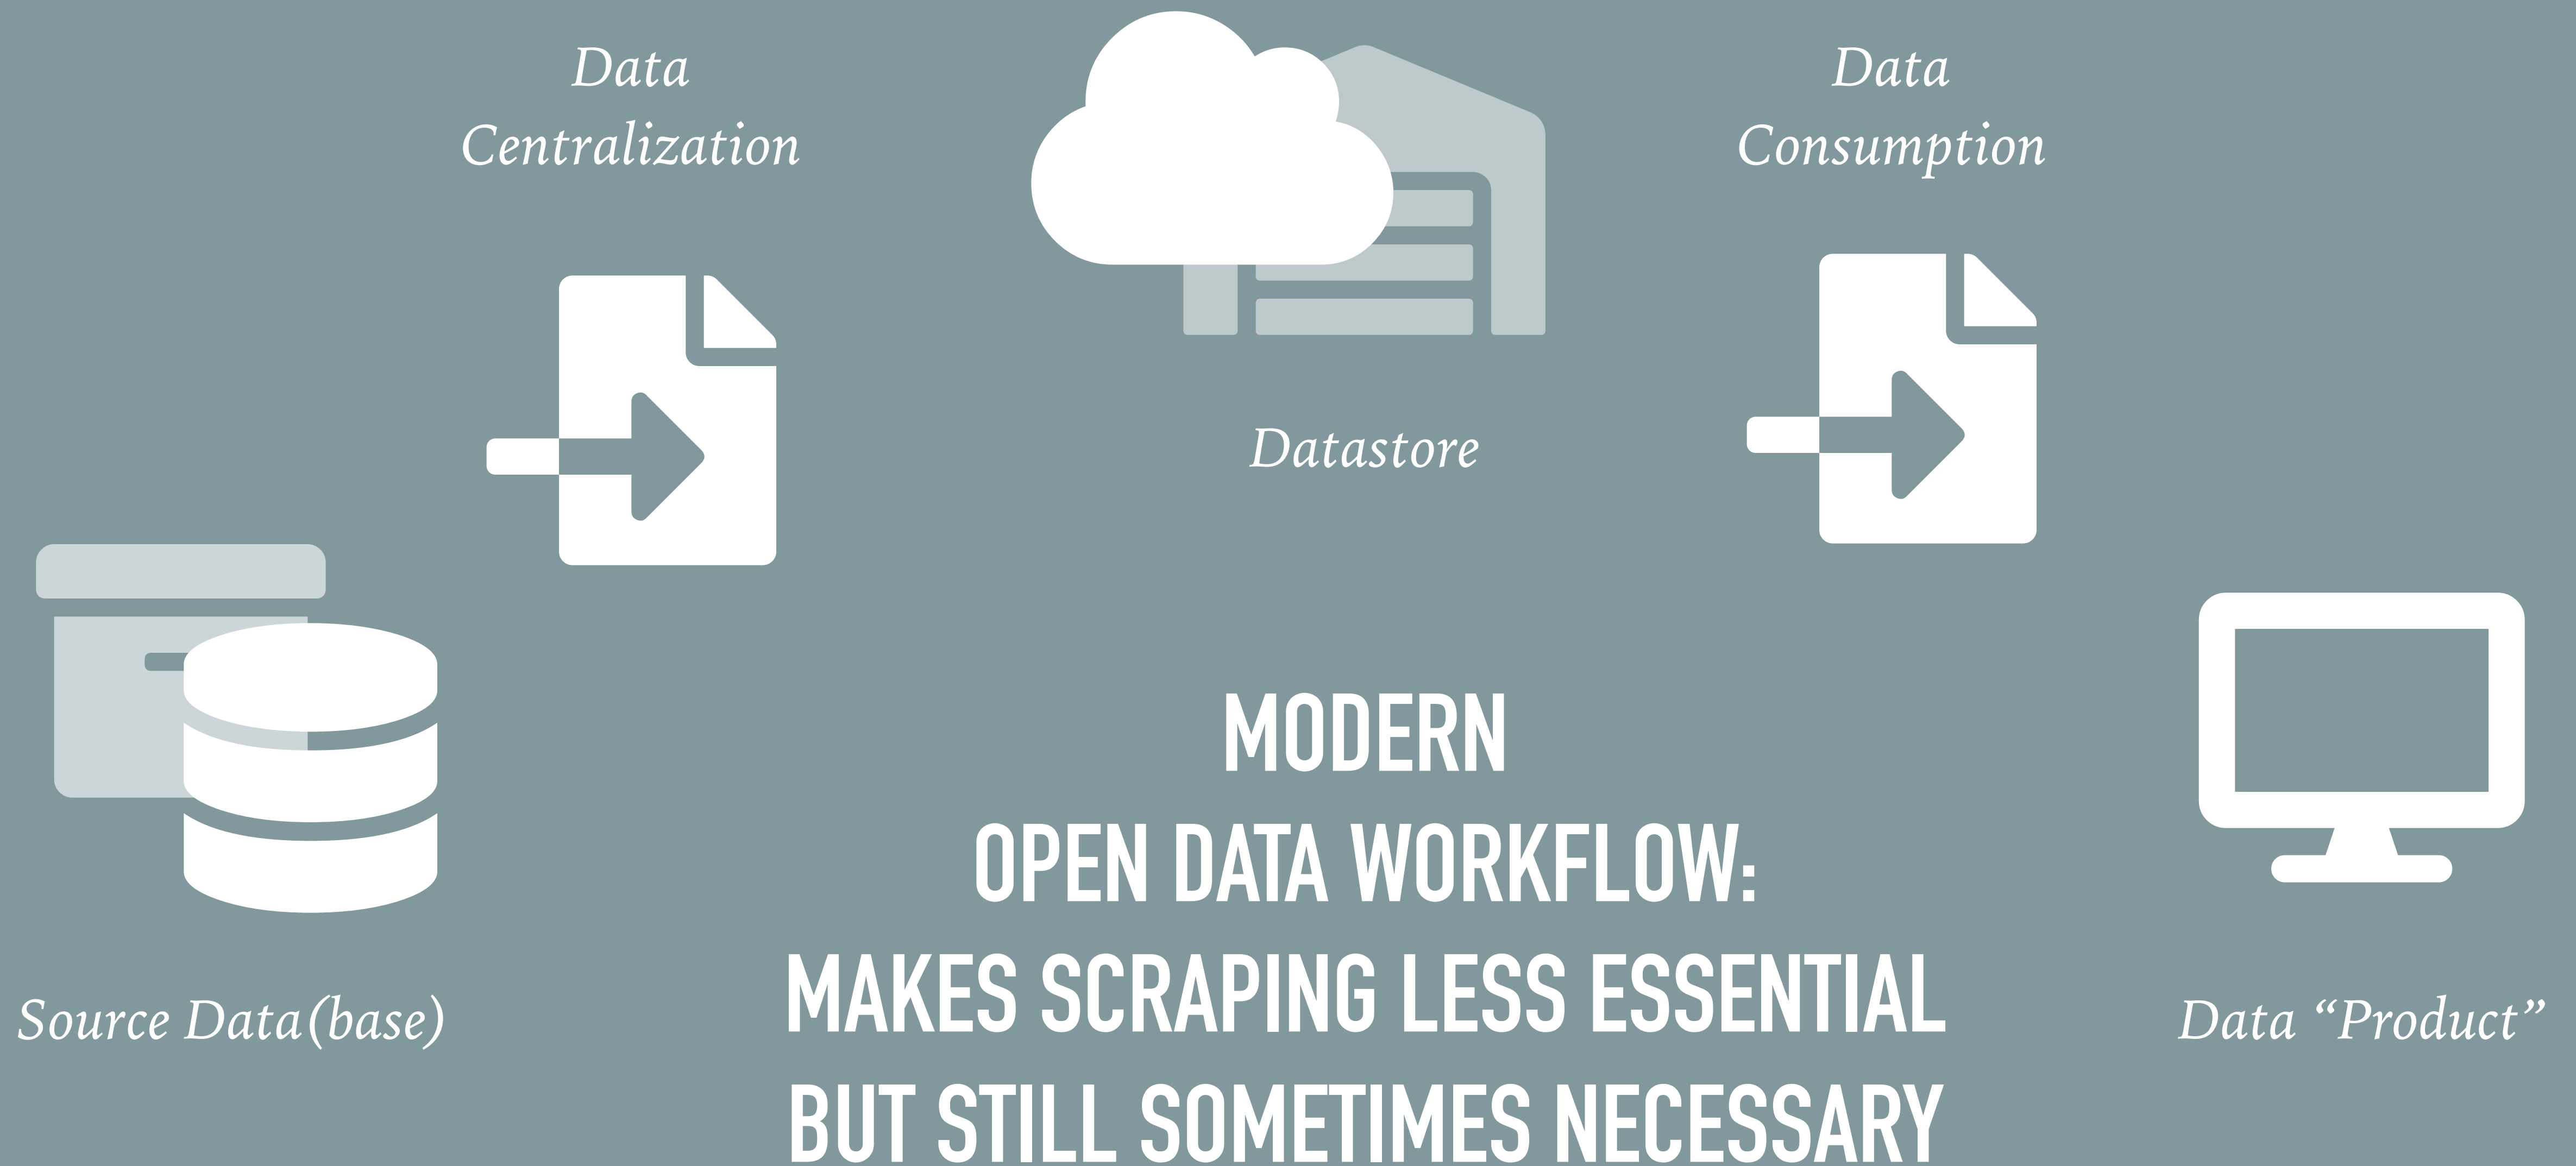 Data
Centralization
Data
Consumption
Datastore
Source Data(base)
Data “Product”
MODERN
OPEN DATA WORKFLOW:
MAKES SCRAPING LESS ESSENTIAL
BUT STILL SOMETIMES NECESSARY